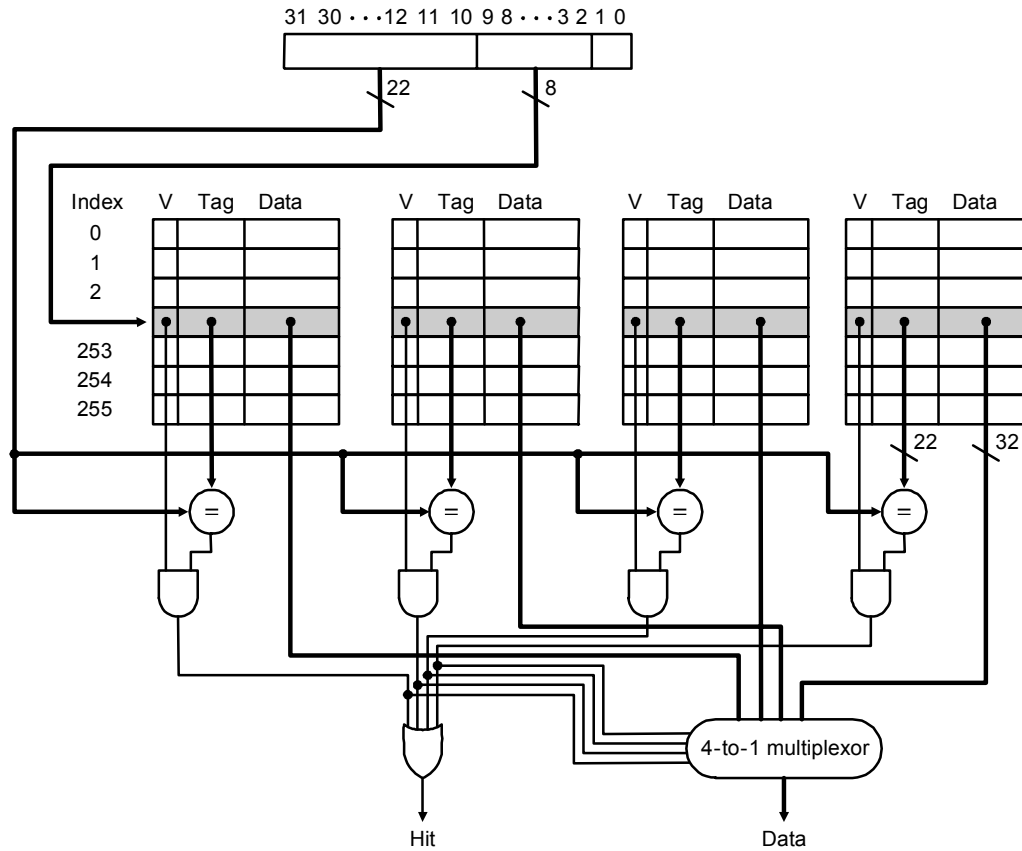 31 30 ···12 11 10 9 8 ···3 2 1 0
22
8
Index V Tag Data V Tag Data V Tag Data V Tag Data
0
1
2
253
254
255
22
32
= = = =
4-to-1 multiplexor
Hit
Data